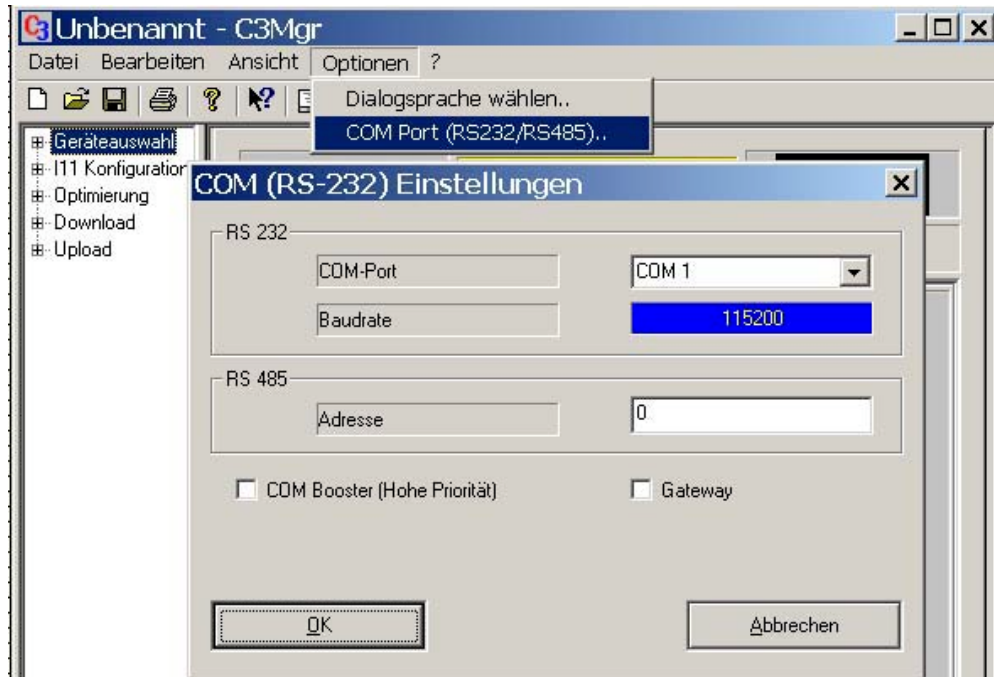 C3 Unbenannt - C3Mgr
Datei Bearbeiten Ansicht Optionen ?
Dialogsprache wählen..
COM Port (RS232/RS485)..
Geräteauswahl
I11 Konfiguration
Optimierung
Download
Upload
COM (RS-232) Einstellungen
RS 232
COM-Port COM 1
Baudrate 115200
RS 485
Adresse 0
COM Booster (Hohe Priorität) Gateway
OK Abbrechen